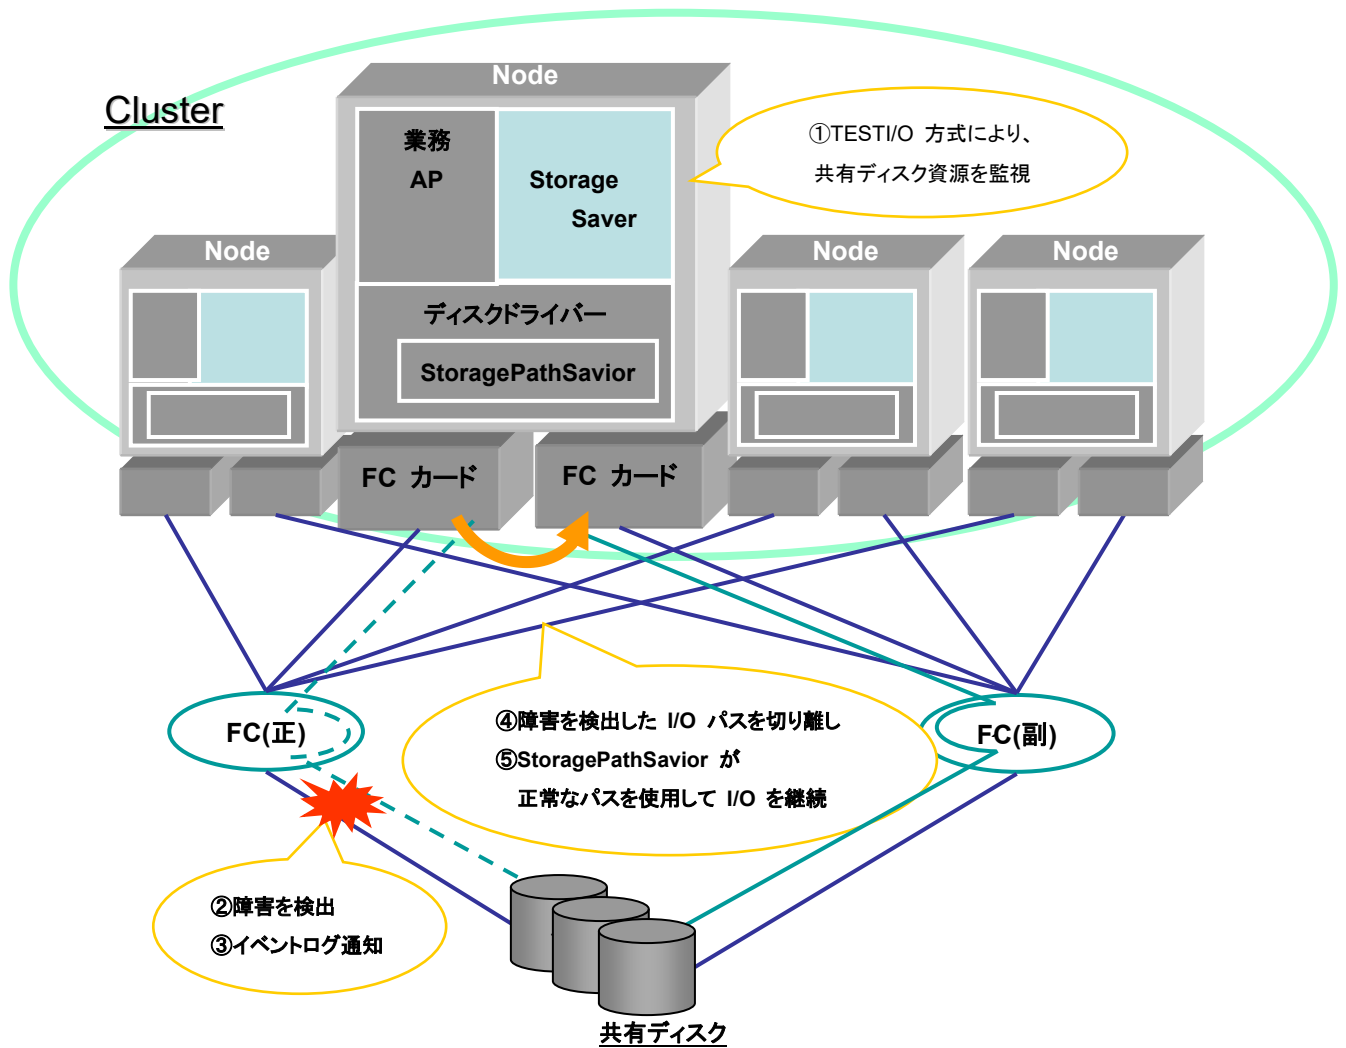 Node
Cluster
業務
AP
Storage
Saver
①TESTI/O 方式により、
共有ディスク資源を監視
Node
Node
Node
ディスクドライバー
StoragePathSavior
FC カード
FC カード
FC(正)
④障害を検出した I/O パスを切り離し
⑤StoragePathSavior が
正常なパスを使用して I/O を継続
FC(副)
②障害を検出
③イベントログ通知
共有ディスク